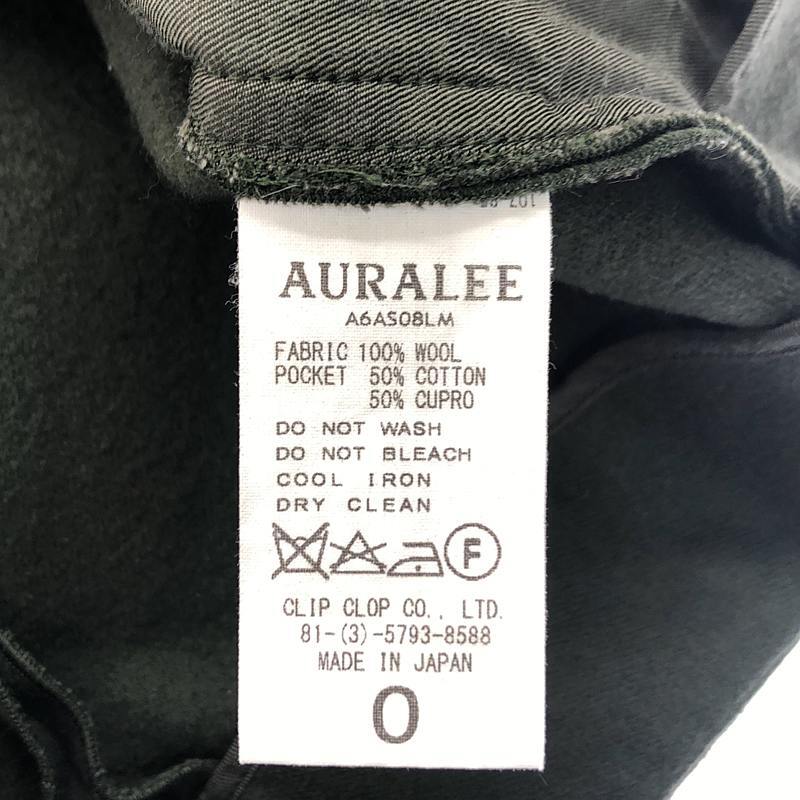 AURALEE
A6AS08LM
FABRIC 100% WOOL
POCKET 50% COTTON
50% CUPRO
DO NOT WASH
DO NOT BLEACH
COOL IRON
DRY CLEAN
F
CLIP CLOP CO., LTD.
81-(3)-5793-8588
MADE IN JAPAN
0